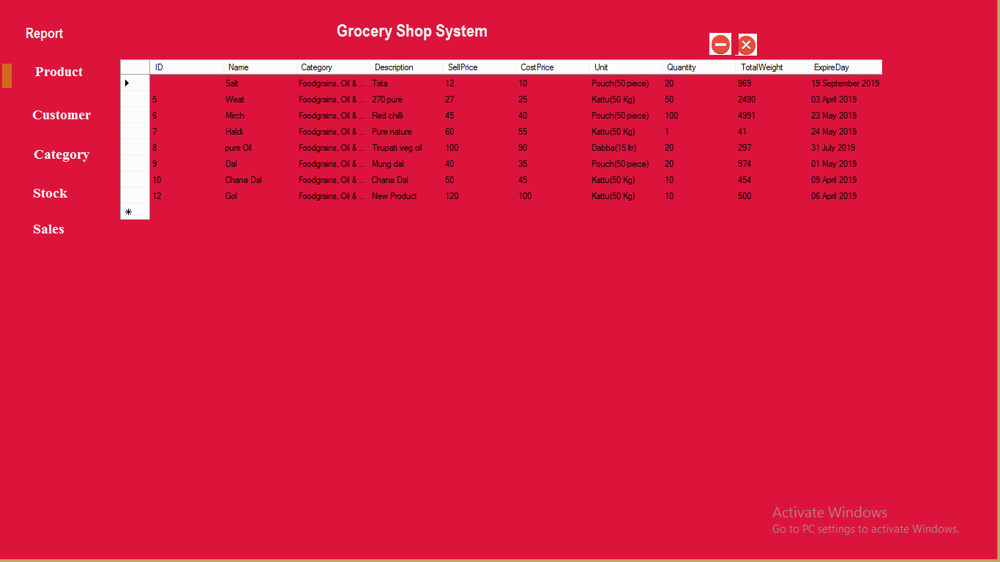 Report
Grocery Shop System
Product
Customer
Category
Stock
Sales
ID Name Category Description SellPrice CostPrice Unit Quantity TotalWeight ExpireDay
Salt Foodgrains, Oil & ... Tata 12 10 Pouch(50 piece) 20 969 19 September 2019
5 Weat Foodgrains, Oil & ... 270 pure 27 25 Kattu(50 Kg) 50 2490 03 April 2019
6 Mirch Foodgrains, Oil & ... Red chilli 45 40 Pouch(50 piece) 100 4991 23 May 2019
7 Haldi Foodgrains, Oil & ... Pure nature 60 55 Kattu(50 Kg) 1 41 24 May 2019
8 pure Oil Foodgrains, Oil & ... Tirupati veg oil 100 90 Dabba(15 ltr) 20 297 31 July 2019
9 Dal Foodgrains, Oil & ... Mung dal 40 35 Pouch(50 piece) 20 974 01 May 2019
10 Chana Dal Foodgrains, Oil & ... Chana Dal 50 45 Kattu(50 Kg) 10 454 09 April 2019
12 Gol Foodgrains, Oil & ... New Product 120 100 Kattu(50 Kg) 10 500 06 April 2019
Activate Windows
Go to PC settings to activate Windows.